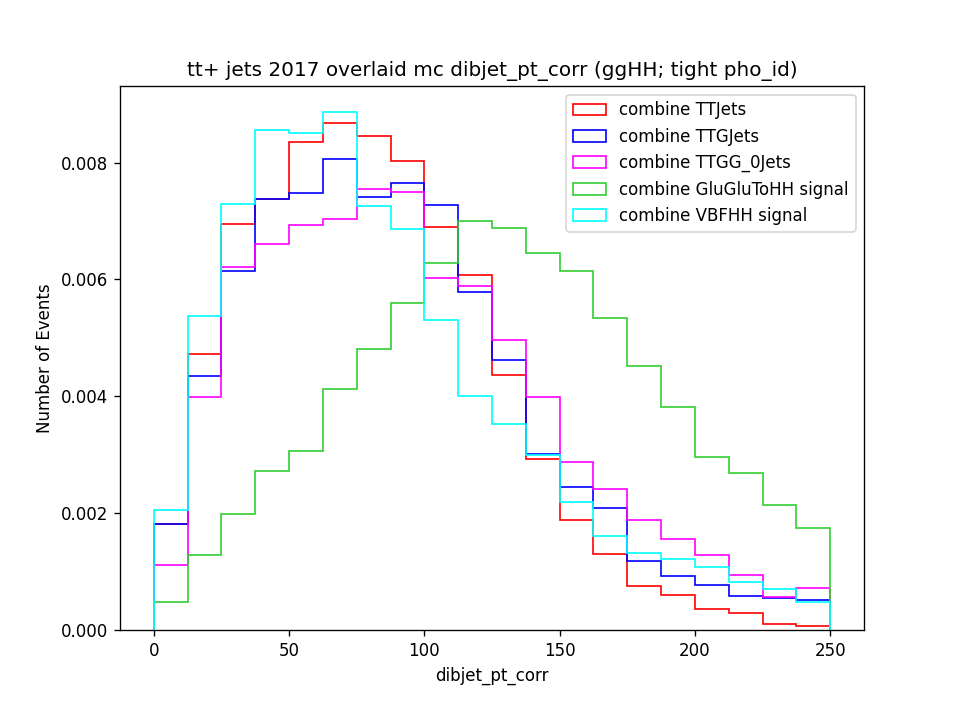 tt+ jets 2017 overlaid mc dibjet_pt_corr (ggHH; tight pho_id)
combine TTJets
combine TTGJets
combine TTGG_0Jets
combine GluGluToHH signal
combine VBFHH signal
Number of Events
0.008
0.006
0.004
0.002
0.000
0 50 100 150 200 250
dibjet_pt_corr